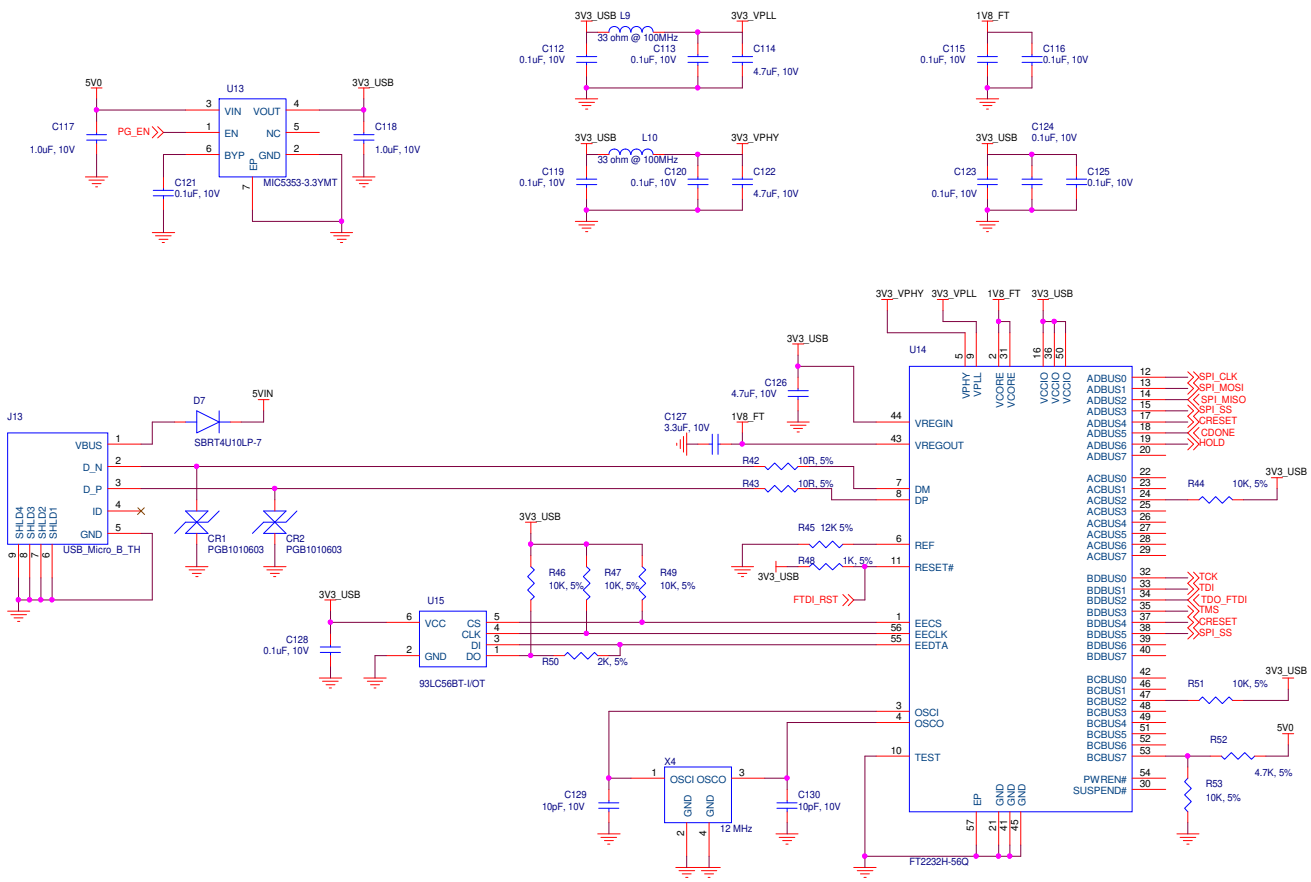 3V3_USB L9 3V3_VPLL
33 ohm @ 100MHz
C112
0.1uF, 10V
C113
0.1uF, 10V
C114
4.7uF, 10V
1V8_FT
C115
0.1uF, 10V
C116
0.1uF, 10V
5V0
U13
3V3_USB
3 VIN VOUT 4
PG_EN 1 EN NC 5
6 BYP GND 2
EP
7
MIC5353-3.3YMT
C117
1.0uF, 10V
C118
1.0uF, 10V
C121
0.1uF, 10V
3V3_USB L10 3V3_VPHY
33 ohm @ 100MHz
C119
0.1uF, 10V
C120
0.1uF, 10V
C122
4.7uF, 10V
3V3_USB
C124
0.1uF, 10V
C123
0.1uF, 10V
C125
0.1uF, 10V
J13
VBUS 1
D_N 2
D_P 3
ID 4
GND 5
SHLD4 SHLD3 SHLD2 SHLD1
9 8 7 6
USB_Micro_B_TH
D7
SBRT4U10LP-7
5VIN
CR1
PGB1010603
CR2
PGB1010603
3V3_USB
C126
4.7uF, 10V
C127
3.3uF, 10V
1V8_FT
R42 10R, 5%
R43 10R, 5%
R45 12K 5%
R48 1K, 5%
3V3_USB
FTDI_RST
3V3_USB
R46
10K, 5%
R47
10K, 5%
R49
10K, 5%
3V3_USB
C128
0.1uF, 10V
U15
6 VCC CS 5
CLK 4
DI 3
2 GND DO 1
93LC56BT-I/OT
R50 2K, 5%
X4
1 OSCI OSCO 3
GND GND
2 4
12 MHz
C129
10pF, 10V
C130
10pF, 10V
3V3_VPHY 3V3_VPLL 1V8_FT 3V3_USB
U14
5 9 2 31 16 36 50
VPHY VPLL VCORE VCORE VCCIO VCCIO VCCIO
44 VREGIN
43 VREGOUT
7 DM
8 DP
6 REF
11 RESET#
1 EECS
56 EECLK
55 EEDTA
3 OSCI
4 OSCO
10 TEST
EP GND GND GND
57 21 41 45
FT2232H-56Q
ADBUS0 12 SPI_CLK
ADBUS1 13 SPI_MOSI
ADBUS2 14 SPI_MISO
ADBUS3 15 SPI_SS
ADBUS4 17 CRESET
ADBUS5 18 CDONE
ADBUS6 19 HOLD
ADBUS7 20
ACBUS0 22
ACBUS1 23
ACBUS2 24
ACBUS3 25
ACBUS4 26
ACBUS5 27
ACBUS6 28
ACBUS7 29
R44 10K, 5% 3V3_USB
BDBUS0 32 TCK
BDBUS1 33 TDI
BDBUS2 34 TDO_FTDI
BDBUS3 35 TMS
BDBUS4 37 CRESET
BDBUS5 38 SPI_SS
BDBUS6 39
BDBUS7 40
BCBUS0 42
BCBUS1 46
BCBUS2 47
BCBUS3 48
BCBUS4 49
BCBUS5 51
BCBUS6 52
BCBUS7 53
R51 10K, 5% 3V3_USB
R52
4.7K, 5%
5V0
R53
10K, 5%
PWREN# 54
SUSPEND# 30